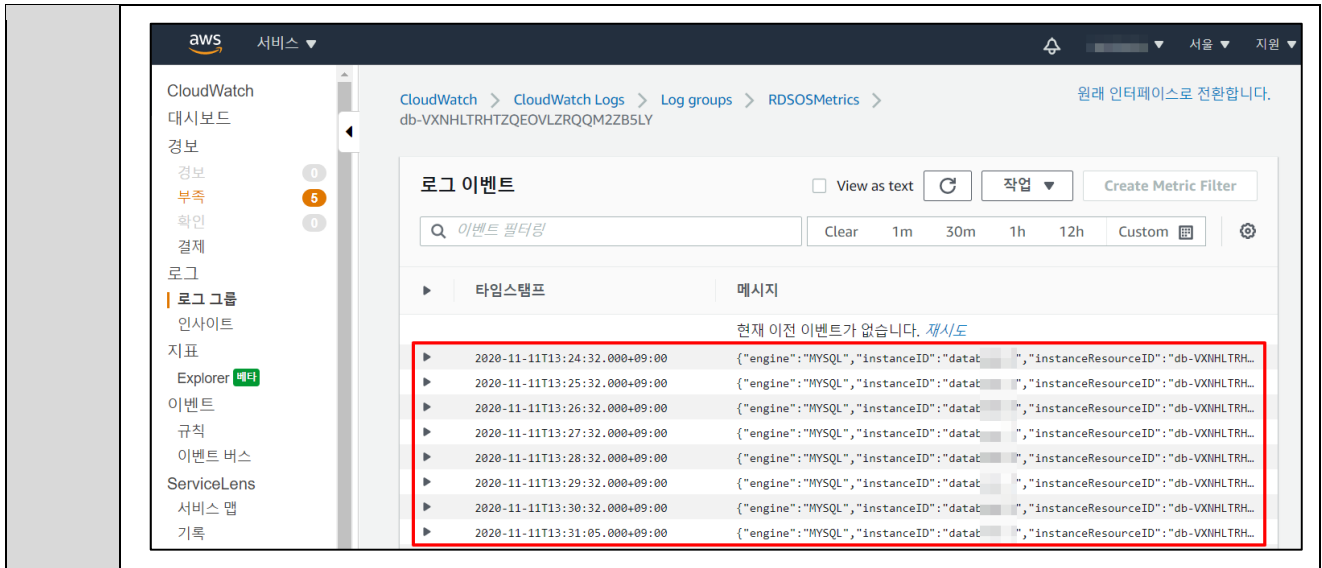 aws 서비스 ▼ ▼ 서울 ▼ 지원 ▼
CloudWatch
대시보드
경보
경보 0
부족 5
확인 0
결제
로그
로그 그룹
인사이트
지표
Explorer 베타
이벤트
규칙
이벤트 버스
ServiceLens
서비스 맵
기록
CloudWatch > CloudWatch Logs > Log groups > RDSOSMetrics >
db-VXNHLTRHTZQEOVLZRQQM2ZB5LY
원래 인터페이스로 전환합니다.
로그 이벤트
View as text 작업 ▼ Create Metric Filter
이벤트 필터링
Clear 1m 30m 1h 12h Custom
타임스탬프 메시지
현재 이전 이벤트가 없습니다. 재시도
2020-11-11T13:24:32.000+09:00 {"engine":"MYSQL","instanceID":"datab ","instanceResourceID":"db-VXNHLTRH…
2020-11-11T13:25:32.000+09:00 {"engine":"MYSQL","instanceID":"datab ","instanceResourceID":"db-VXNHLTRH…
2020-11-11T13:26:32.000+09:00 {"engine":"MYSQL","instanceID":"datab ","instanceResourceID":"db-VXNHLTRH…
2020-11-11T13:27:32.000+09:00 {"engine":"MYSQL","instanceID":"datab ","instanceResourceID":"db-VXNHLTRH…
2020-11-11T13:28:32.000+09:00 {"engine":"MYSQL","instanceID":"datab ","instanceResourceID":"db-VXNHLTRH…
2020-11-11T13:29:32.000+09:00 {"engine":"MYSQL","instanceID":"datab ","instanceResourceID":"db-VXNHLTRH…
2020-11-11T13:30:32.000+09:00 {"engine":"MYSQL","instanceID":"datab ","instanceResourceID":"db-VXNHLTRH…
2020-11-11T13:31:05.000+09:00 {"engine":"MYSQL","instanceID":"datab ","instanceResourceID":"db-VXNHLTRH…